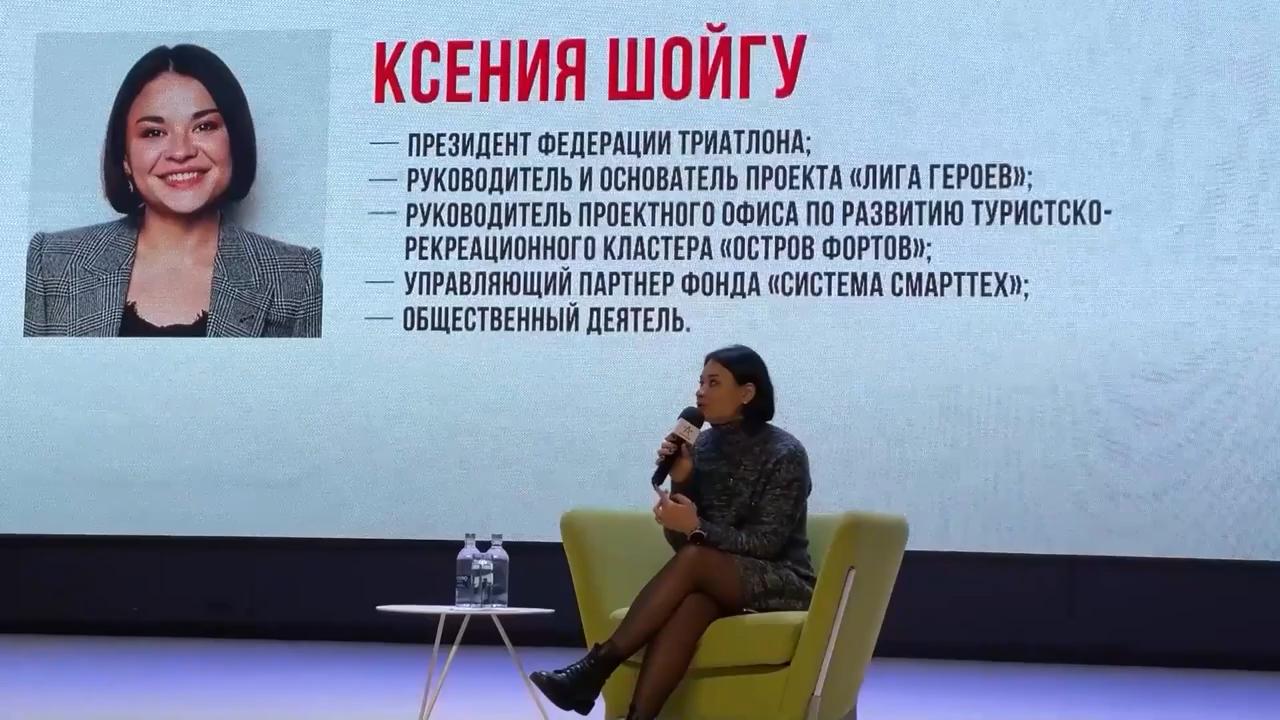 КСЕНИЯ ШОЙГУ
— ПРЕЗИДЕНТ ФЕДЕРАЦИИ ТРИАТЛОНА;
— РУКОВОДИТЕЛЬ И ОСНОВАТЕЛЬ ПРОЕКТА «ЛИГА ГЕРОЕВ»;
— РУКОВОДИТЕЛЬ ПРОЕКТНОГО ОФИСА ПО РАЗВИТИЮ ТУРИСТСКО-
РЕКРЕАЦИОННОГО КЛАСТЕРА «ОСТРОВ ФОРТОВ»;
— УПРАВЛЯЮЩИЙ ПАРТНЕР ФОНДА «СИСТЕМА СМАРТТЕХ»;
— ОБЩЕСТВЕННЫЙ ДЕЯТЕЛЬ.